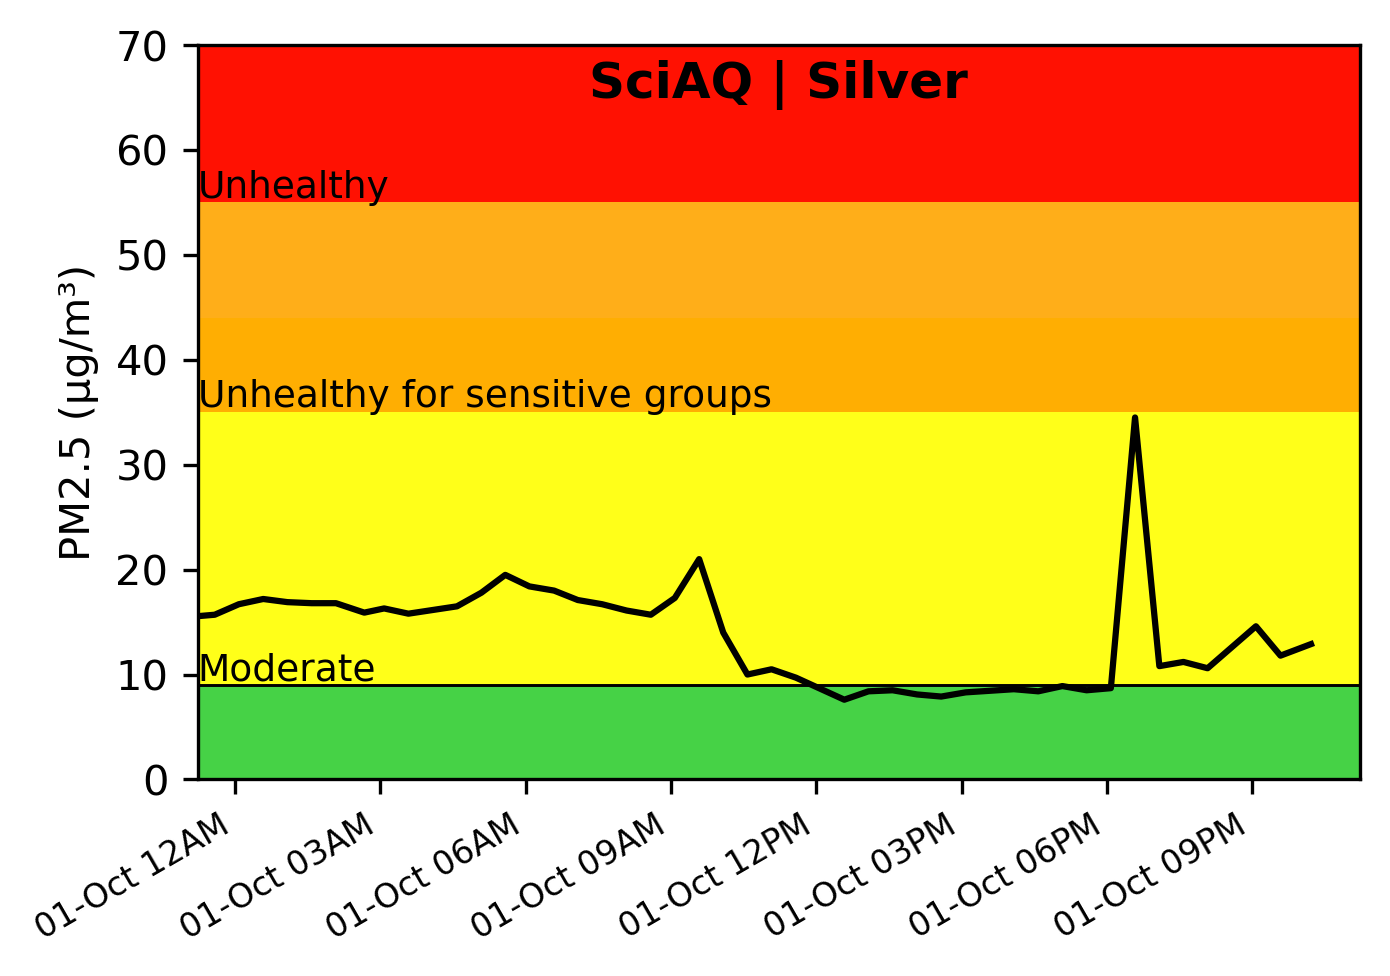 SciAQ | Silver
70
60
Unhealthy
50
40
Unhealthy for sensitive groups
30
20
10
Moderate
0
PM2.5 (µg/m³)
01-Oct 12AM
01-Oct 03AM
01-Oct 06AM
01-Oct 09AM
01-Oct 12PM
01-Oct 03PM
01-Oct 06PM
01-Oct 09PM